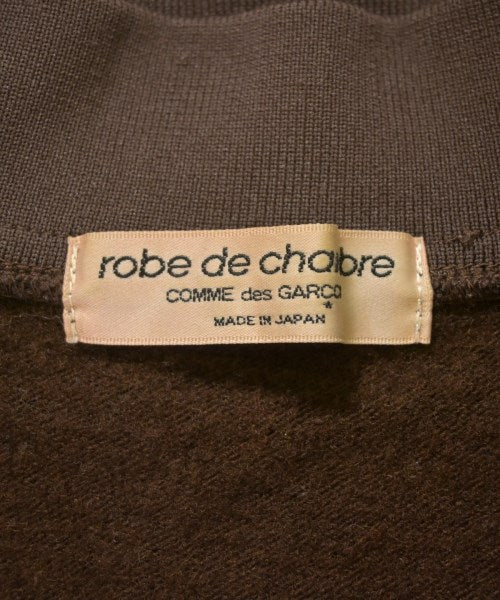 robe de chabre
COMME des GARÇO
*
MADE IN JAPAN